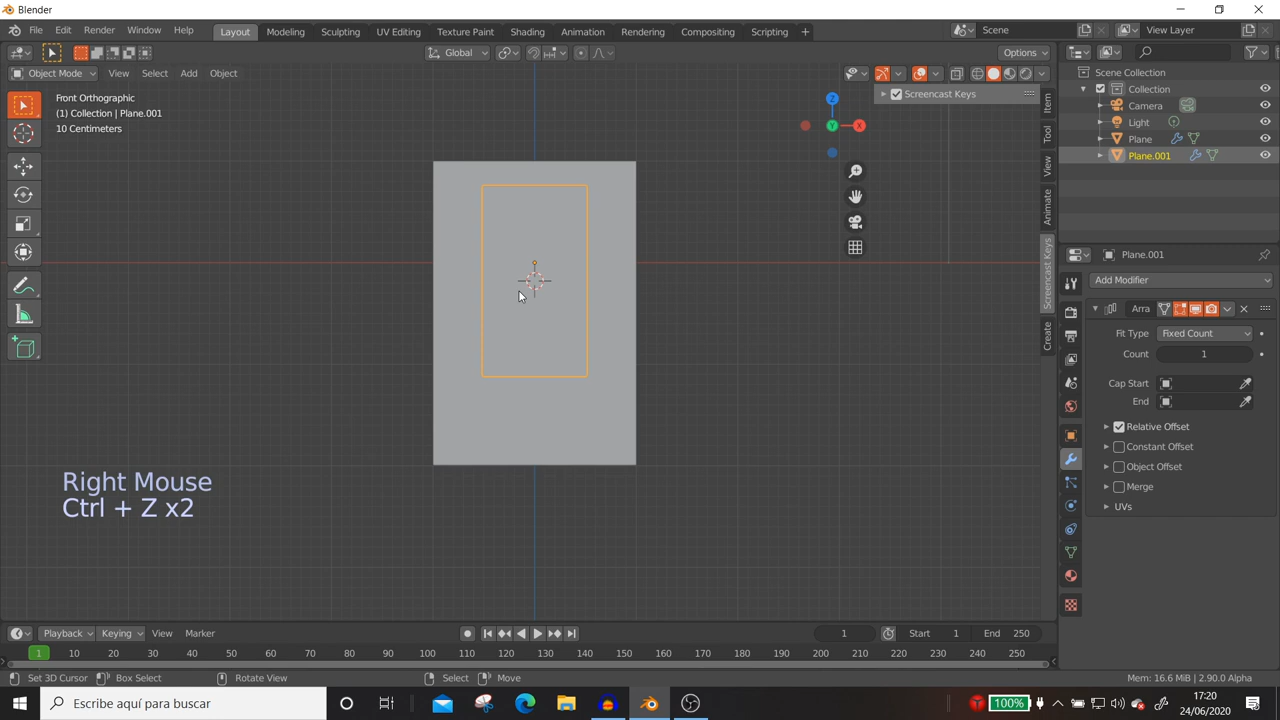 Blender
File Edit Render Window Help
Layout Modeling Sculpting UV Editing Texture Paint Shading Animation Rendering Compositing Scripting +
Scene
View Layer
Global
Options
Object Mode View Select Add Object
Front Orthographic
(1) Collection | Plane.001
10 Centimeters
Screencast Keys
Z
Y
X
Item
Tool
View
Animate
Screencast Keys
Create
Scene Collection
Collection
Camera
Light
Plane
Plane.001
Plane.001
Add Modifier
Arra
Fit Type Fixed Count
Count 1
Cap Start
End
Relative Offset
Constant Offset
Object Offset
Merge
UVs
Right Mouse
Ctrl + Z x2
Playback Keying View Marker
1 Start 1 End 250
1 10 20 30 40 50 60 70 80 90 100 110 120 130 140 150 160 170 180 190 200 210 220 230 240 250
Set 3D Cursor Box Select Rotate View Select Move
Mem: 16.6 MiB | 2.90.0 Alpha
Escribe aquí para buscar
100%
17:20
24/06/2020